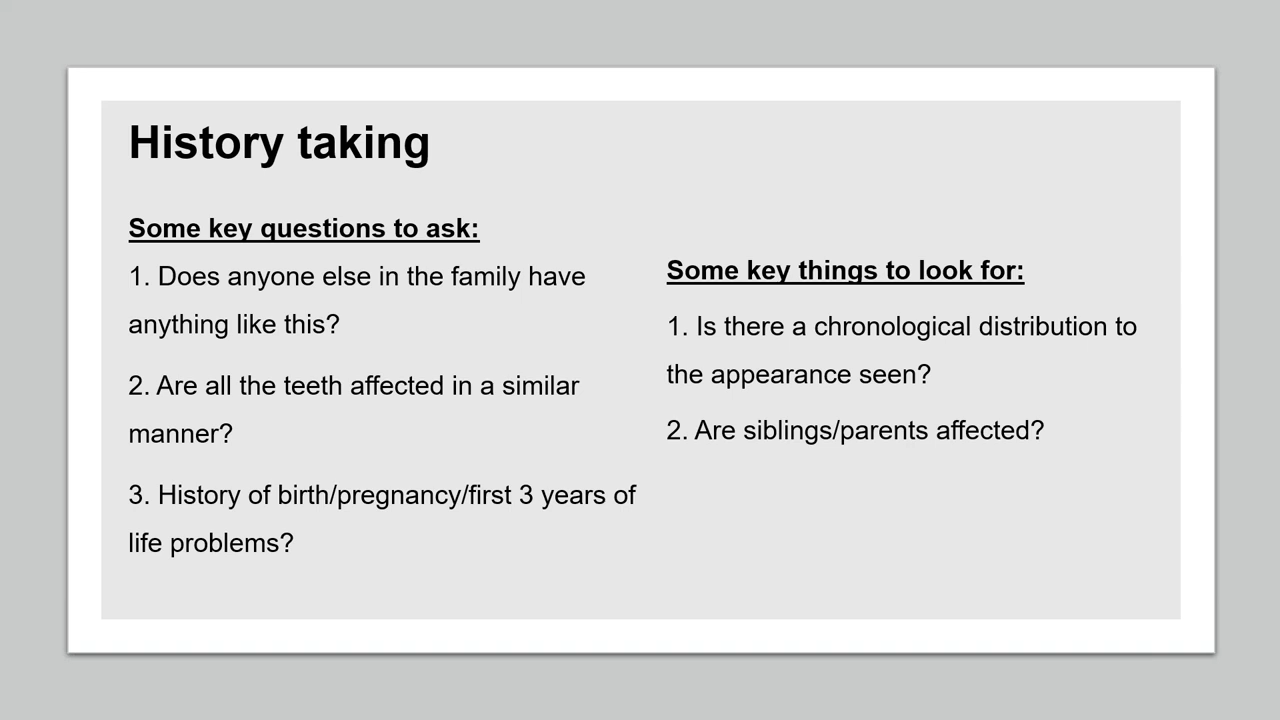 History taking
Some key questions to ask:
1. Does anyone else in the family have
anything like this?
2. Are all the teeth affected in a similar
manner?
3. History of birth/pregnancy/first 3 years of
life problems?
Some key things to look for:
1. Is there a chronological distribution to
the appearance seen?
2. Are siblings/parents affected?